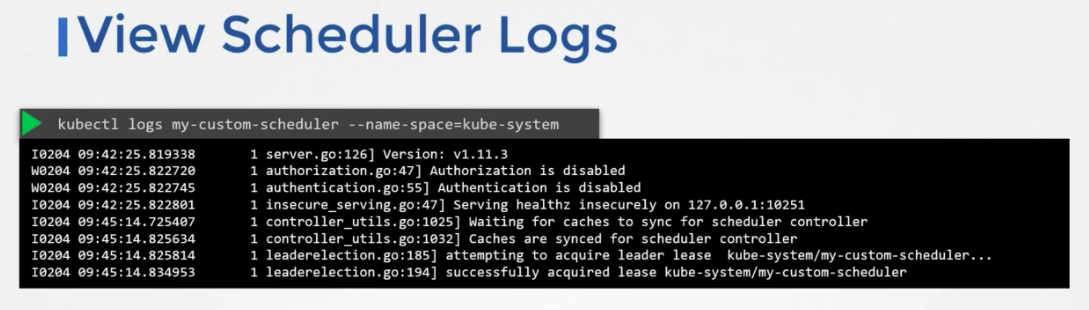 View Scheduler Logs
kubectl logs my-custom-scheduler --name-space=kube-system
I0204 09:42:25.819338 1 server.go:126] Version: v1.11.3
W0204 09:42:25.822720 1 authorization.go:47] Authorization is disabled
W0204 09:42:25.822745 1 authentication.go:55] Authentication is disabled
I0204 09:42:25.822801 1 insecure_serving.go:47] Serving healthz insecurely on 127.0.0.1:10251
I0204 09:45:14.725407 1 controller_utils.go:1025] Waiting for caches to sync for scheduler controller
I0204 09:45:14.825634 1 controller_utils.go:1032] Caches are synced for scheduler controller
I0204 09:45:14.825814 1 leaderelection.go:185] attempting to acquire leader lease  kube-system/my-custom-scheduler...
I0204 09:45:14.834953 1 leaderelection.go:194] successfully acquired lease kube-system/my-custom-scheduler